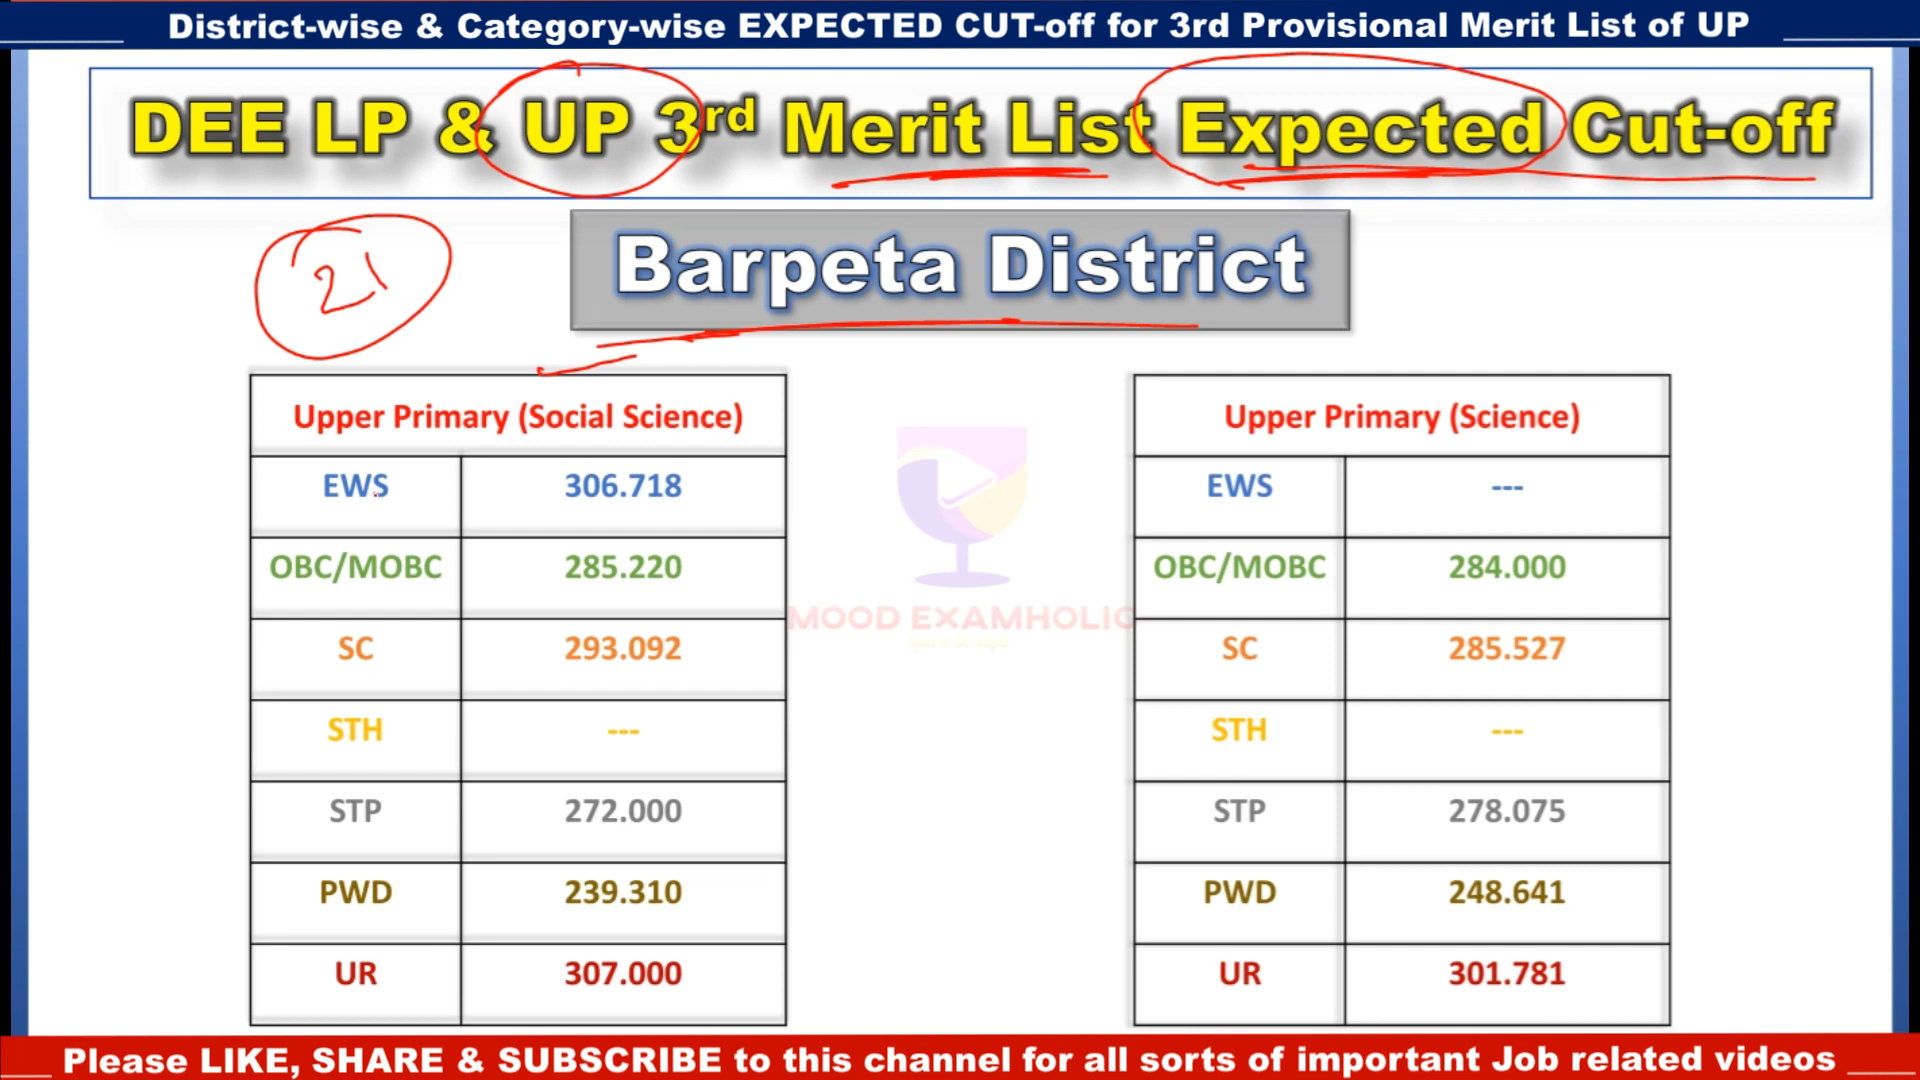 District-wise & Category-wise EXPECTED CUT-off for 3rd Provisional Merit List of UP
DEE LP & UP 3rd Merit List Expected Cut-off
21
Barpeta District
Upper Primary (Social Science)
EWS 306.718
OBC/MOBC 285.220
SC 293.092
STH ---
STP 272.000
PWD 239.310
UR 307.000
MOOD EXAMHOLIC
Upper Primary (Science)
EWS ---
OBC/MOBC 284.000
SC 285.527
STH ---
STP 278.075
PWD 248.641
UR 301.781
Please LIKE, SHARE & SUBSCRIBE to this channel for all sorts of important Job related videos